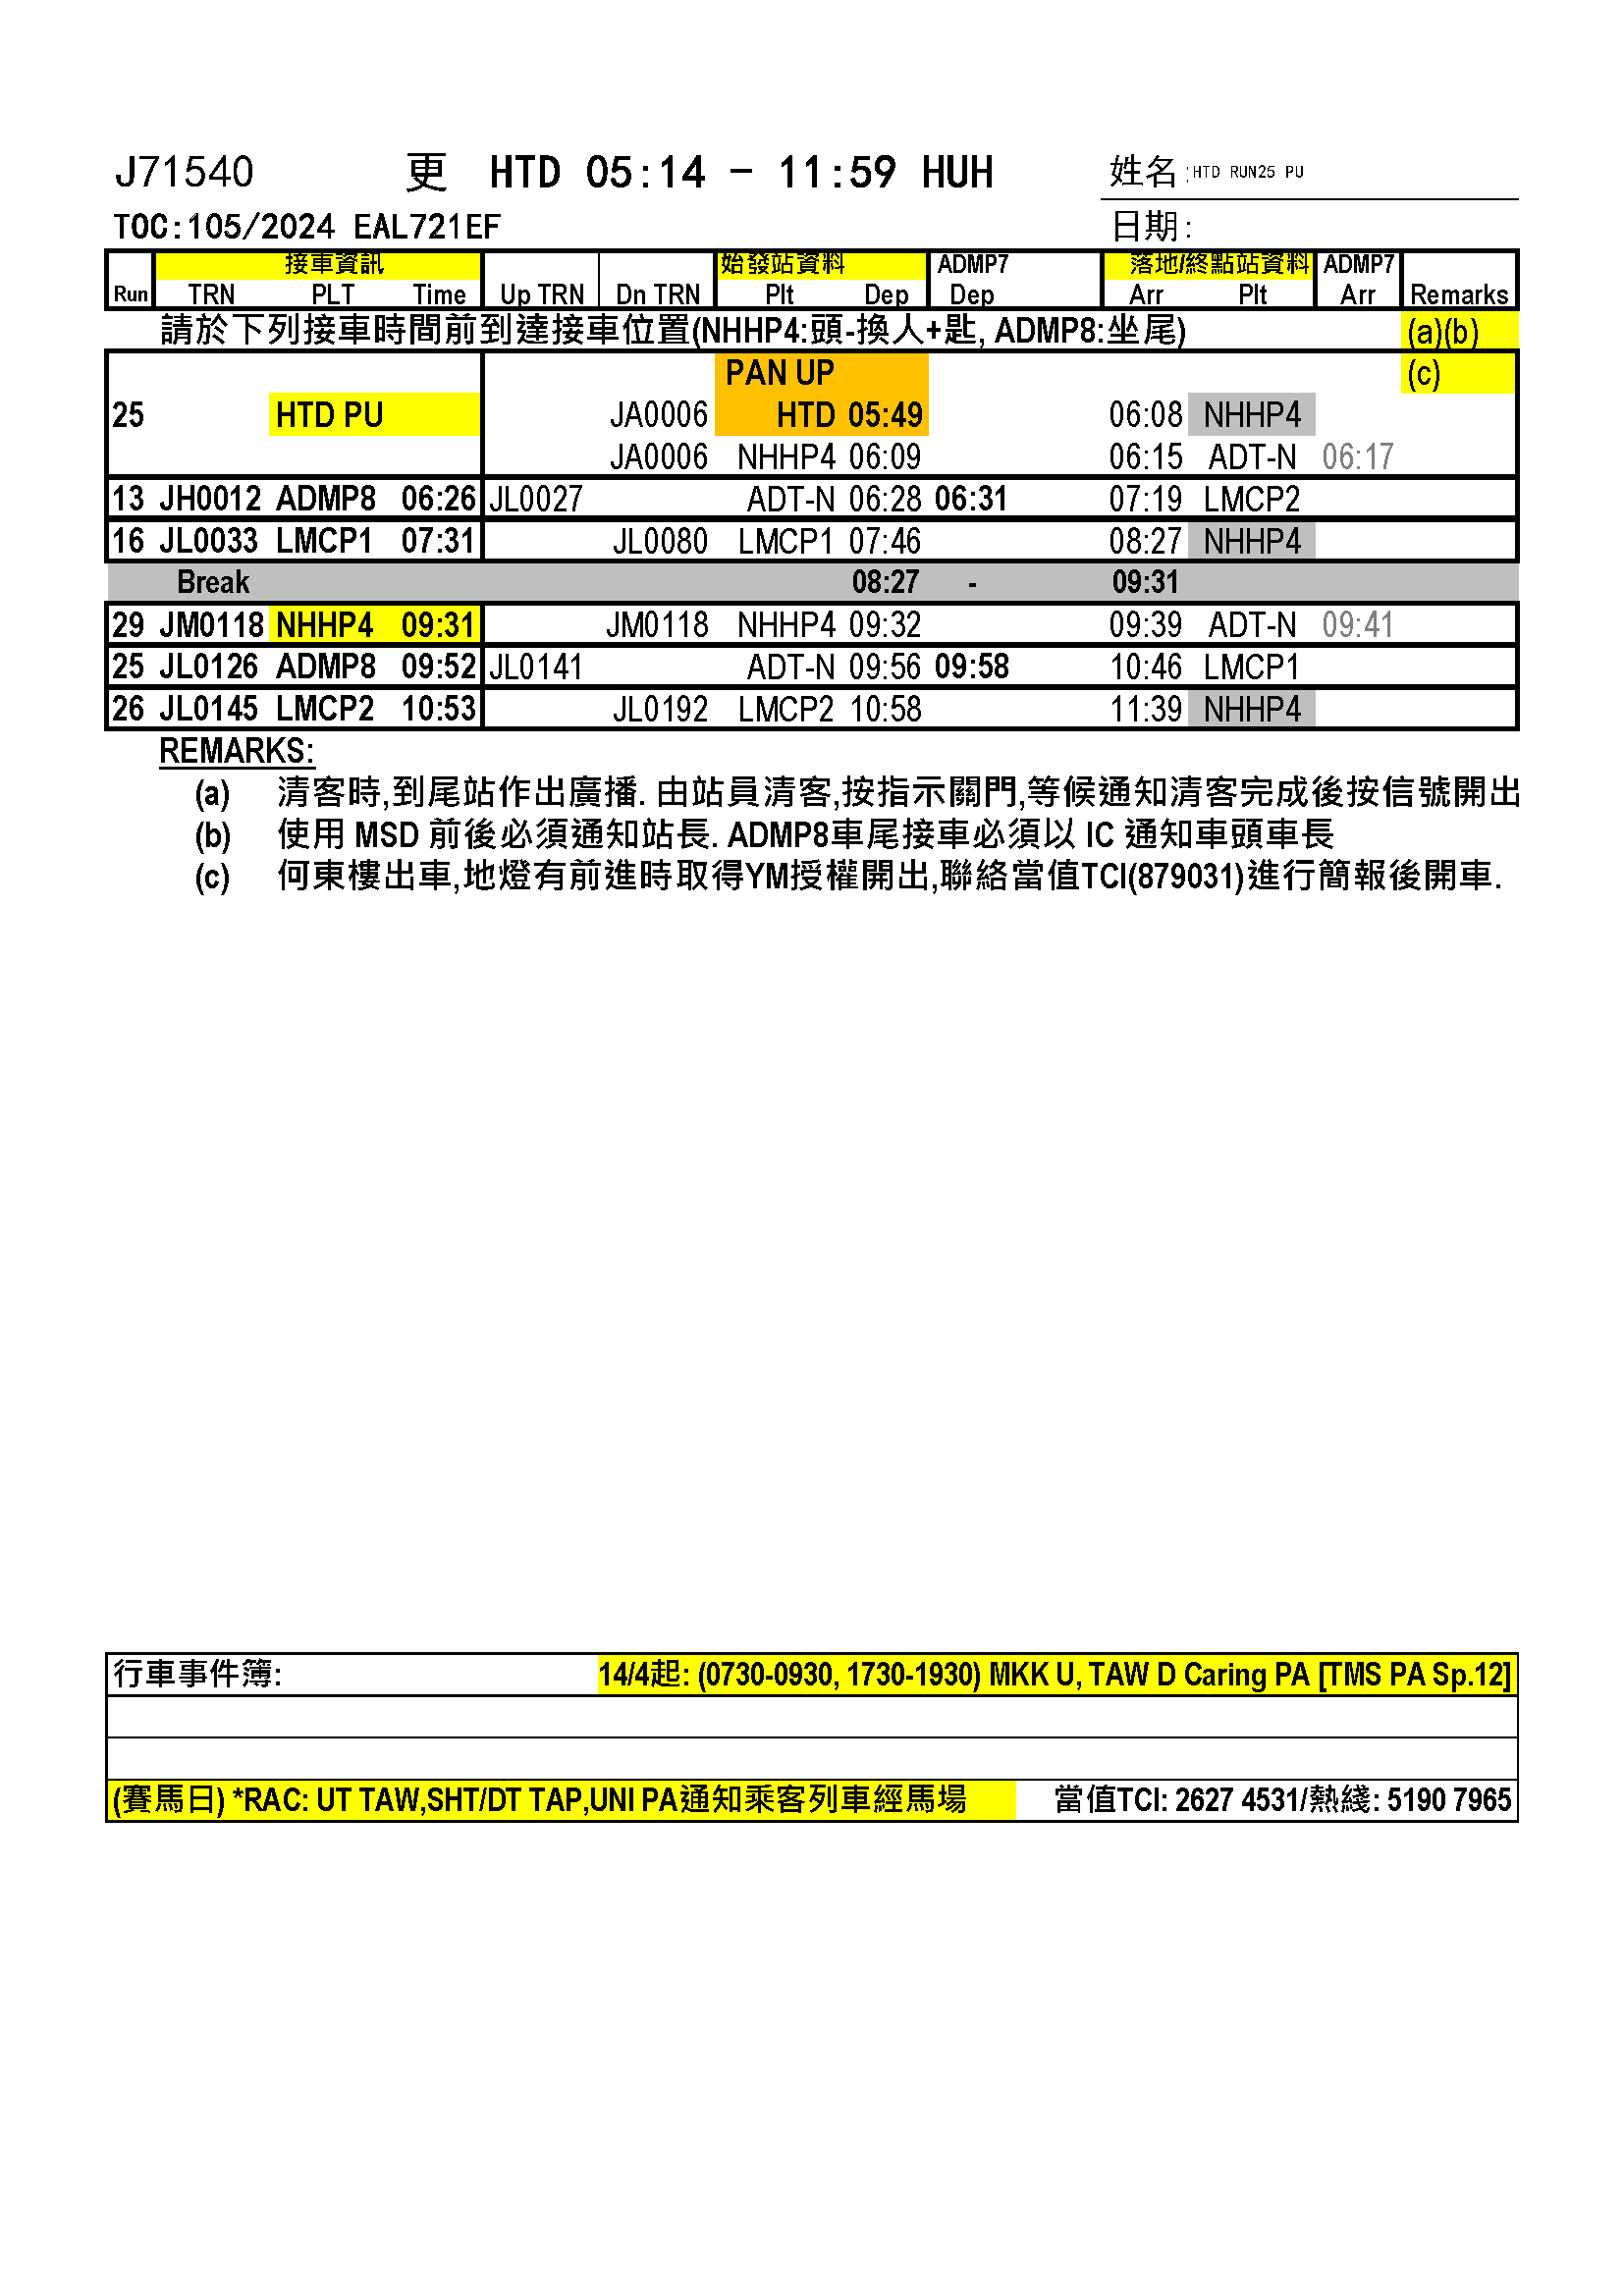 J71540 更 HTD 05:14 - 11:59 HUH 姓名:HTD RUN25 PU
TOC:105/2024 EAL721EF 日期:
接車資訊 始發站資料 ADMP7 落地/終點站資料 ADMP7
Run TRN PLT Time Up TRN Dn TRN Plt Dep Dep Arr Plt Arr Remarks
請於下列接車時間前到達接車位置(NHHP4:頭-換人+匙, ADMP8:坐尾) (a)(b)
PAN UP (c)
25 HTD PU JA0006 HTD 05:49 06:08 NHHP4
JA0006 NHHP4 06:09 06:15 ADT-N 06:17
13 JH0012 ADMP8 06:26 JL0027 ADT-N 06:28 06:31 07:19 LMCP2
16 JL0033 LMCP1 07:31 JL0080 LMCP1 07:46 08:27 NHHP4
Break 08:27 - 09:31
29 JM0118 NHHP4 09:31 JM0118 NHHP4 09:32 09:39 ADT-N 09:41
25 JL0126 ADMP8 09:52 JL0141 ADT-N 09:56 09:58 10:46 LMCP1
26 JL0145 LMCP2 10:53 JL0192 LMCP2 10:58 11:39 NHHP4
REMARKS:
(a) 清客時,到尾站作出廣播. 由站員清客,按指示關門,等候通知清客完成後按信號開出
(b) 使用 MSD 前後必須通知站長. ADMP8車尾接車必須以 IC 通知車頭車長
(c) 何東樓出車,地燈有前進時取得YM授權開出,聯絡當值TCI(879031)進行簡報後開車.
行車事件簿: 14/4起: (0730-0930, 1730-1930) MKK U, TAW D Caring PA [TMS PA Sp.12]
(賽馬日) *RAC: UT TAW,SHT/DT TAP,UNI PA通知乘客列車經馬場 當值TCI: 2627 4531/熱綫: 5190 7965